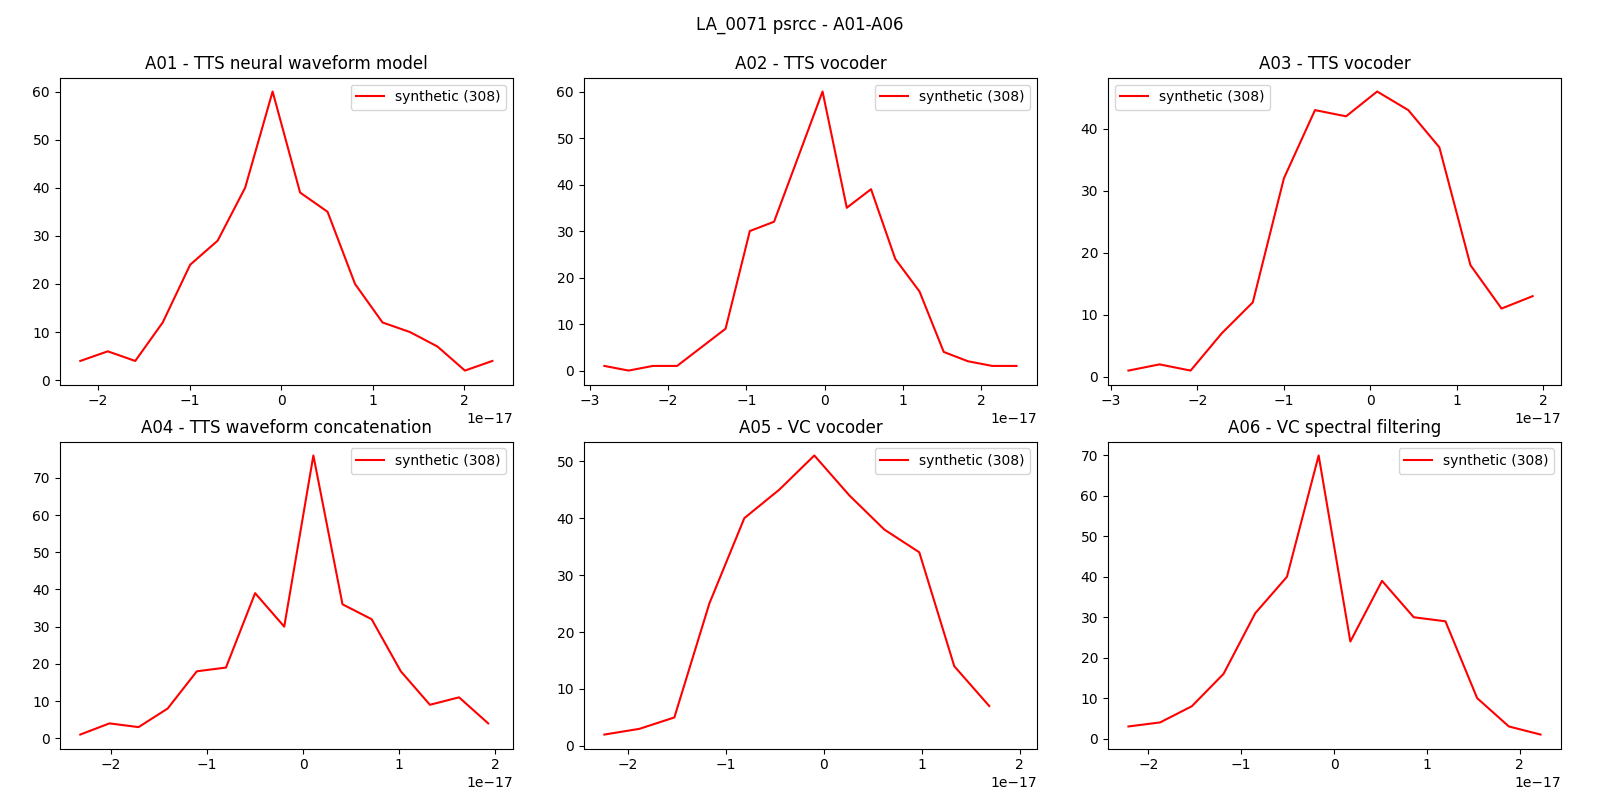 LA_0071 psrcc - A01-A06
A01 - TTS neural waveform model
synthetic (308)
60
50
40
30
20
10
0
−2 −1 0 1 2
1e−17
A02 - TTS vocoder
synthetic (308)
60
50
40
30
20
10
0
−3 −2 −1 0 1 2
1e−17
A03 - TTS vocoder
synthetic (308)
40
30
20
10
0
−3 −2 −1 0 1 2
1e−17
A04 - TTS waveform concatenation
synthetic (308)
70
60
50
40
30
20
10
0
−2 −1 0 1 2
1e−17
A05 - VC vocoder
synthetic (308)
50
40
30
20
10
0
−2 −1 0 1 2
1e−17
A06 - VC spectral filtering
synthetic (308)
70
60
50
40
30
20
10
0
−2 −1 0 1 2
1e−17